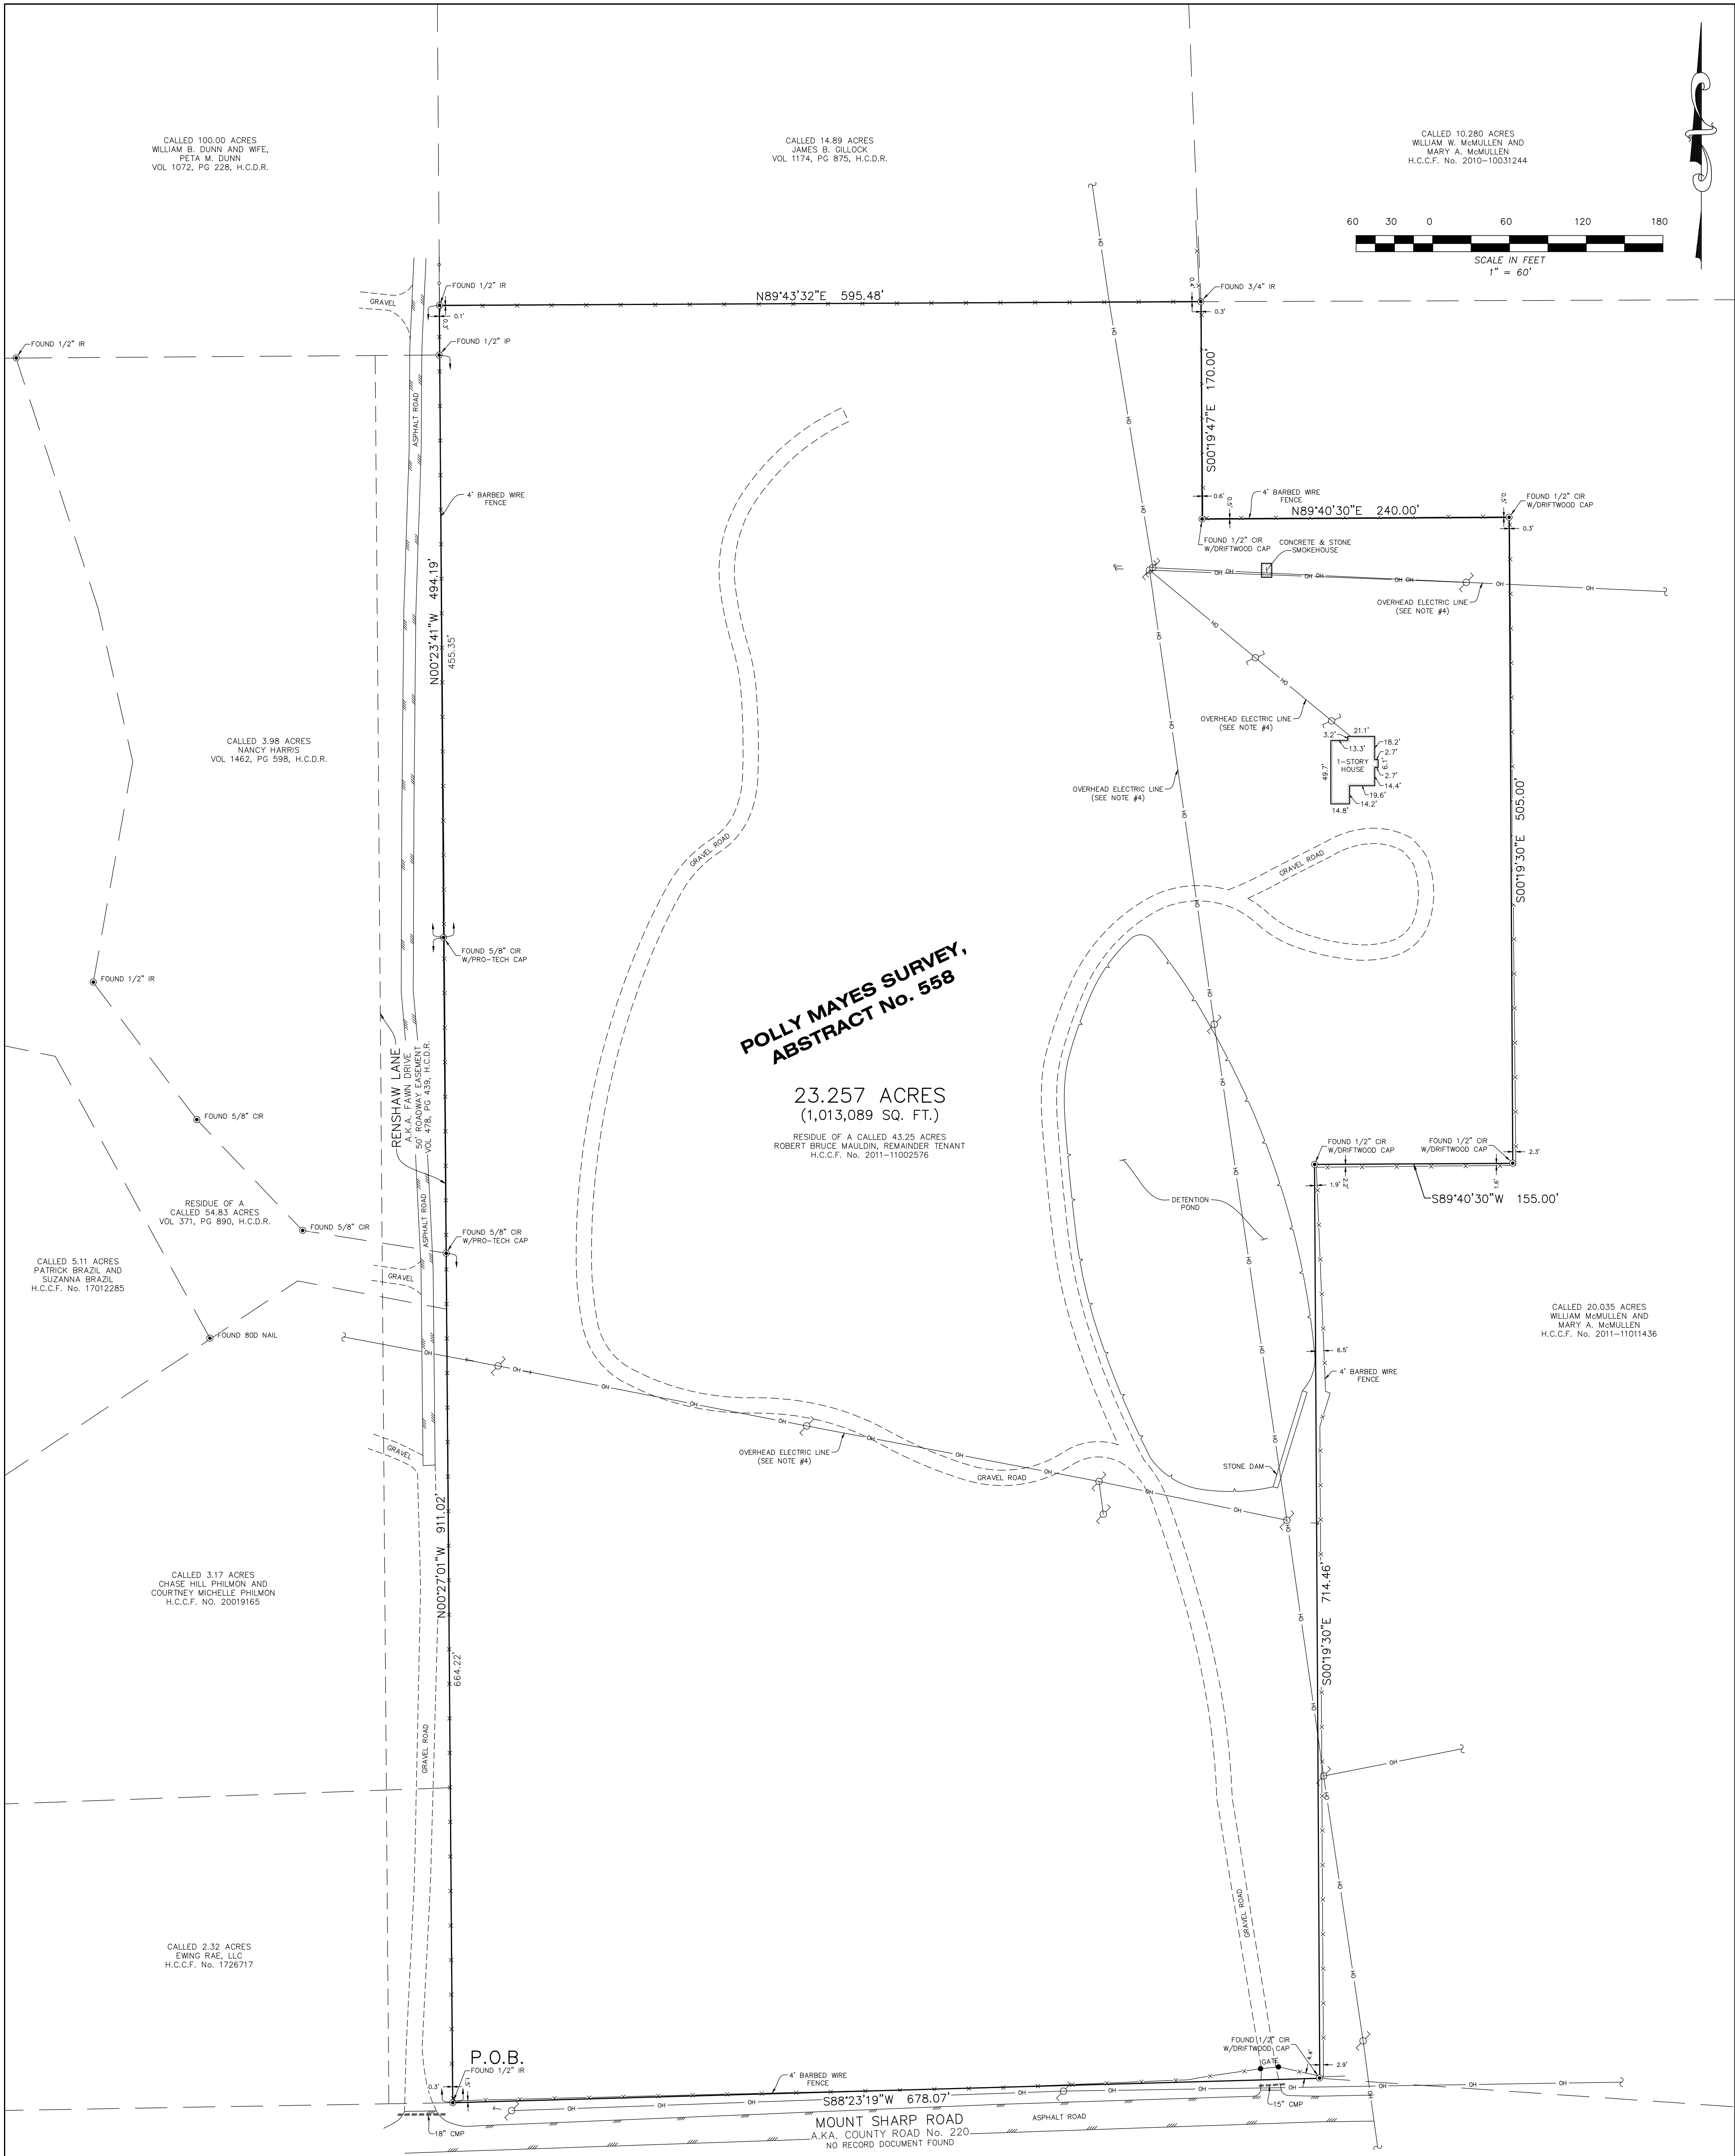 CALLED 100.00 ACRES
WILLIAM B. DUNN AND WIFE,
PETA M. DUNN
VOL 1072, PG 228, H.C.D.R.
CALLED 14.89 ACRES
JAMES B. GILLOCK
VOL 1174, PG 875, H.C.D.R.
CALLED 10.280 ACRES
WILLIAM W. McMULLEN AND
MARY A. McMULLEN
H.C.C.F. No. 2010-10031244
60 30 0 60 120 180
SCALE IN FEET
1" = 60'
GRAVEL
FOUND 1/2" IR
0.1'
0.3'
N89°43'32"E 595.48'
0.4'
FOUND 3/4" IR
0.3'
FOUND 1/2" IR
FOUND 1/2" IP
ASPHALT ROAD
S00°19'47"E 170.00'
4' BARBED WIRE
FENCE
0.6'
0.5'
4' BARBED WIRE
FENCE
N89°40'30"E 240.00'
0.5'
FOUND 1/2" CIR
W/DRIFTWOOD CAP
0.3'
FOUND 1/2" CIR
W/DRIFTWOOD CAP
CONCRETE & STONE
SMOKEHOUSE
OVERHEAD ELECTRIC LINE
(SEE NOTE #4)
N00°23'41"W 494.19'
455.35'
OVERHEAD ELECTRIC LINE
(SEE NOTE #4)
3.2'
21.1'
13.3'
18.2'
2.7'
6.1'
2.7'
14.4'
19.6'
14.2'
14.8'
49.7'
1-STORY
HOUSE
OVERHEAD ELECTRIC LINE
(SEE NOTE #4)
CALLED 3.98 ACRES
NANCY HARRIS
VOL 1462, PG 598, H.C.D.R.
S00°19'30"E 505.00'
GRAVEL ROAD
GRAVEL ROAD
FOUND 5/8" CIR
W/PRO-TECH CAP
FOUND 1/2" IR
POLLY MAYES SURVEY,
ABSTRACT No. 558
23.257 ACRES
(1,013,089 SQ. FT.)
RESIDUE OF A CALLED 43.25 ACRES
ROBERT BRUCE MAULDIN, REMAINDER TENANT
H.C.C.F. No. 2011-11002576
RENSHAW LANE
A.K.A. FAWN DRIVE
50' ROADWAY EASEMENT
VOL 478, PG 439, H.C.D.R.
FOUND 5/8" CIR
FOUND 1/2" CIR
W/DRIFTWOOD CAP
FOUND 1/2" CIR
W/DRIFTWOOD CAP
2.3'
1.9'
2.2'
1.6'
S89°40'30"W 155.00'
DETENTION
POND
RESIDUE OF A
CALLED 54.83 ACRES
VOL 371, PG 890, H.C.D.R.
FOUND 5/8" CIR
FOUND 5/8" CIR
W/PRO-TECH CAP
ASPHALT ROAD
GRAVEL
CALLED 5.11 ACRES
PATRICK BRAZIL AND
SUZANNA BRAZIL
H.C.C.F. No. 17012285
CALLED 20.035 ACRES
WILLIAM McMULLEN AND
MARY A. McMULLEN
H.C.C.F. No. 2011-11011436
FOUND 80D NAIL
6.5'
4' BARBED WIRE
FENCE
GRAVEL
OVERHEAD ELECTRIC LINE
(SEE NOTE #4)
GRAVEL ROAD
STONE DAM
N00°27'01"W 911.02'
664.22'
S00°19'30"E 714.46'
CALLED 3.17 ACRES
CHASE HILL PHILMON AND
COURTNEY MICHELLE PHILMON
H.C.C.F. NO. 20019165
GRAVEL ROAD
GRAVEL ROAD
CALLED 2.32 ACRES
EWING RAE, LLC
H.C.C.F. No. 1726717
P.O.B.
FOUND 1/2" IR
0.3'
1.5'
4' BARBED WIRE
FENCE
FOUND 1/2" CIR
W/DRIFTWOOD CAP
GATE
4.4'
2.9'
S88°23'19"W 678.07'
15" CMP
18" CMP
MOUNT SHARP ROAD
A.KA. COUNTY ROAD No. 220
NO RECORD DOCUMENT FOUND
ASPHALT ROAD